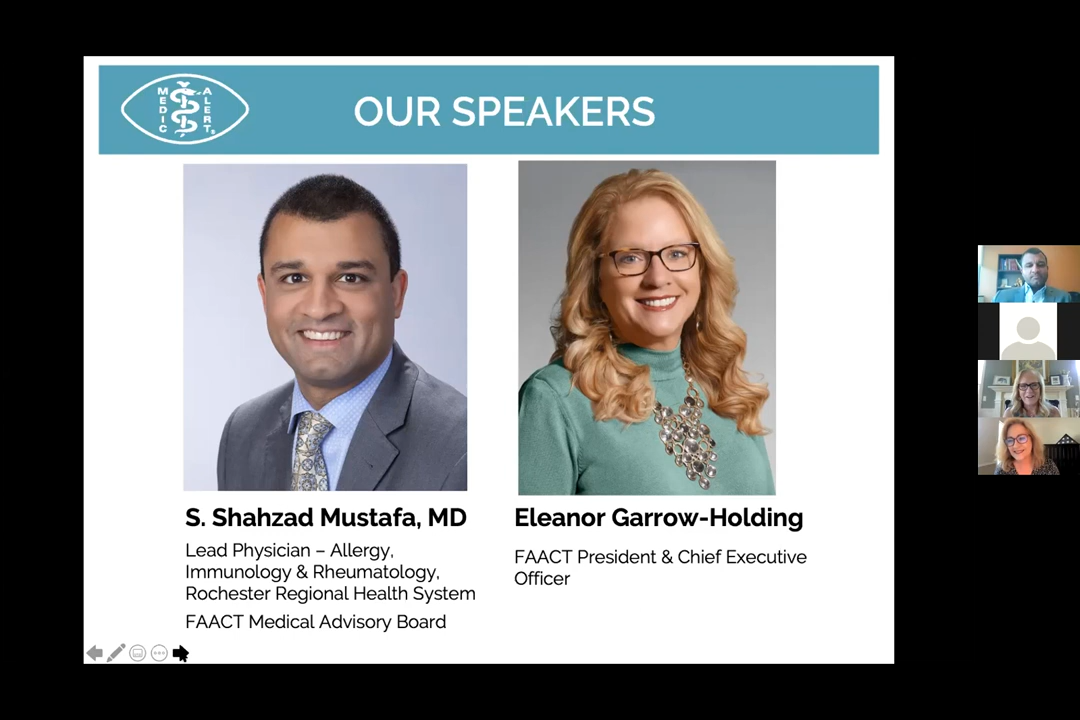 MEDIC ALERT®
OUR SPEAKERS
S. Shahzad Mustafa, MD
Lead Physician – Allergy,
Immunology & Rheumatology,
Rochester Regional Health System
FAACT Medical Advisory Board
Eleanor Garrow-Holding
FAACT President & Chief Executive
Officer